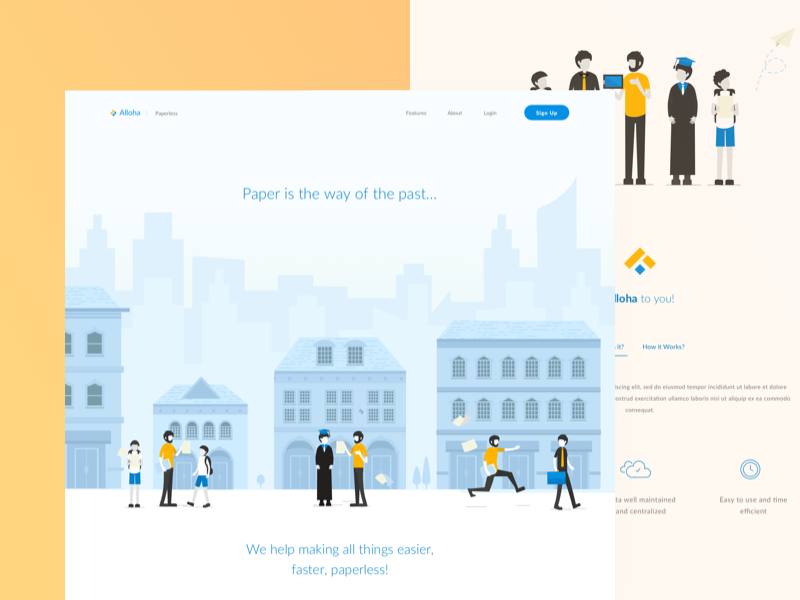 Alloha
Paperless
Features
About
Login
Sign Up
Paper is the way of the past...
We help making all things easier,
faster, paperless!
lloha to you!
it?
How it Works?
iscing elit, sed do eiusmod tempor incididunt ut labore et dolore
ostrud exercitation ullamco laboris nisi ut aliquip ex ea commodo
consequat.
ta well maintained
and centralized
Easy to use and time
efficient